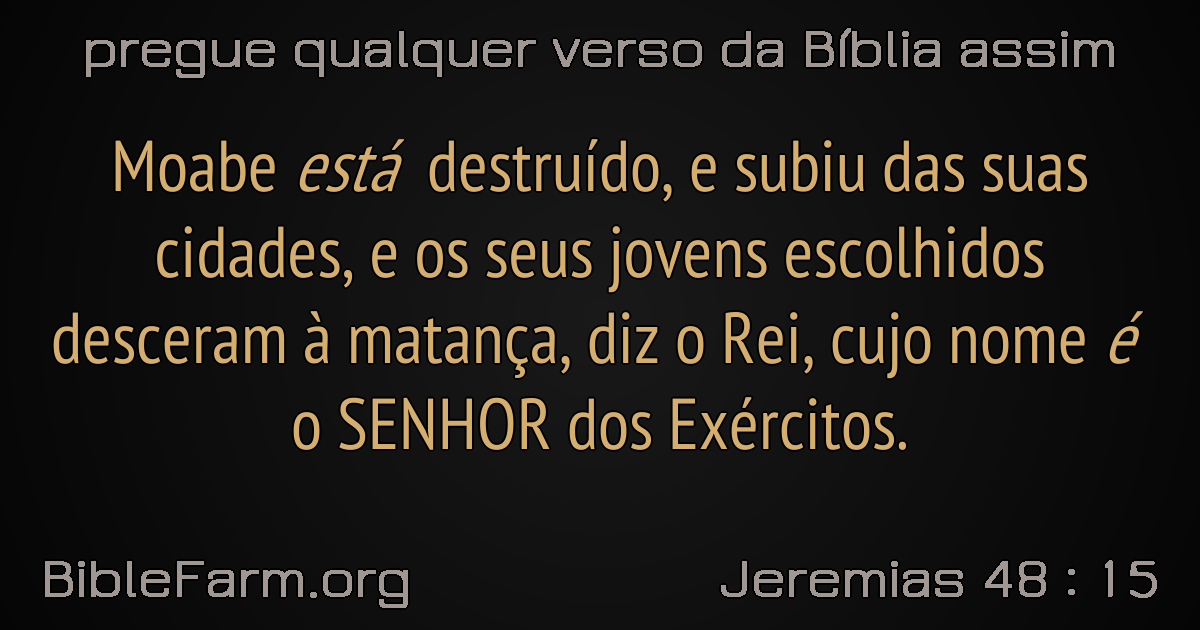 pregue qualquer verso da Bíblia assim
Moabe está destruído, e subiu das suas
cidades, e os seus jovens escolhidos
desceram à matança, diz o Rei, cujo nome é
o SENHOR dos Exércitos.
BibleFarm.org
Jeremias 48 : 15